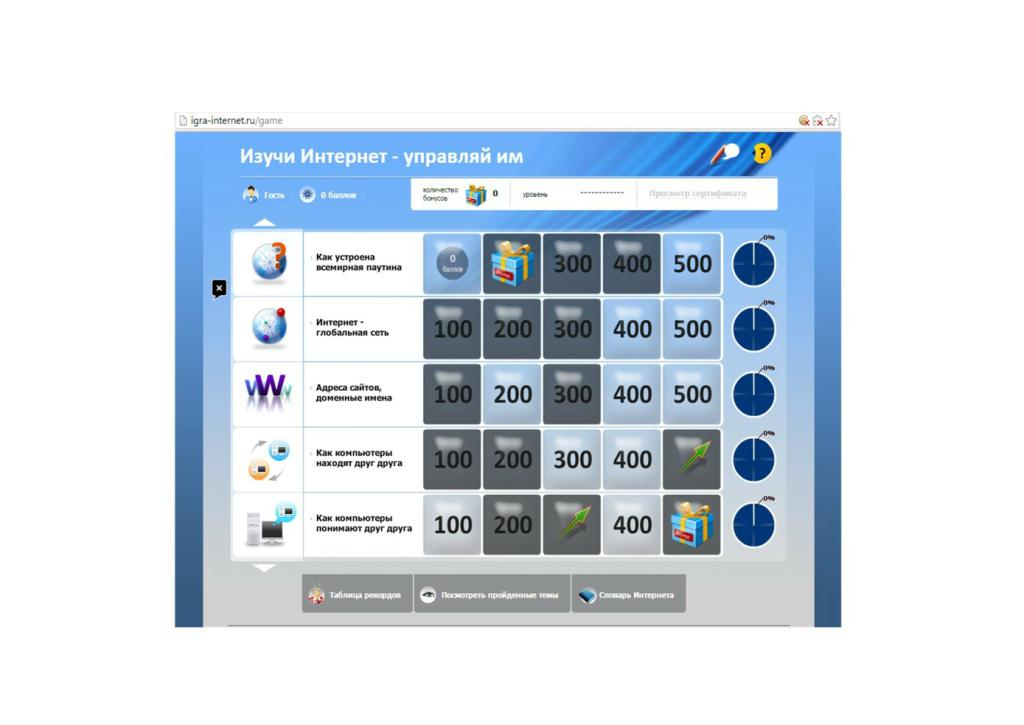 igra-internet.ru/game
Изучи Интернет - управляй им
?
Гость
0 баллов
количество
бонусов
0
уровень
------------
Просмотр сертификата
Как устроена
всемирная паутина
0
баллов
300 400 500
0%
Интернет -
глобальная сеть
100 200 300 400 500
0%
Адреса сайтов,
доменные имена
100 200 300 400 500
0%
Как компьютеры
находят друг друга
100 200 300 400
0%
Как компьютеры
понимают друг друга
100 200 400
0%
Таблица рекордов
Посмотреть пройденные темы
Словарь Интернета